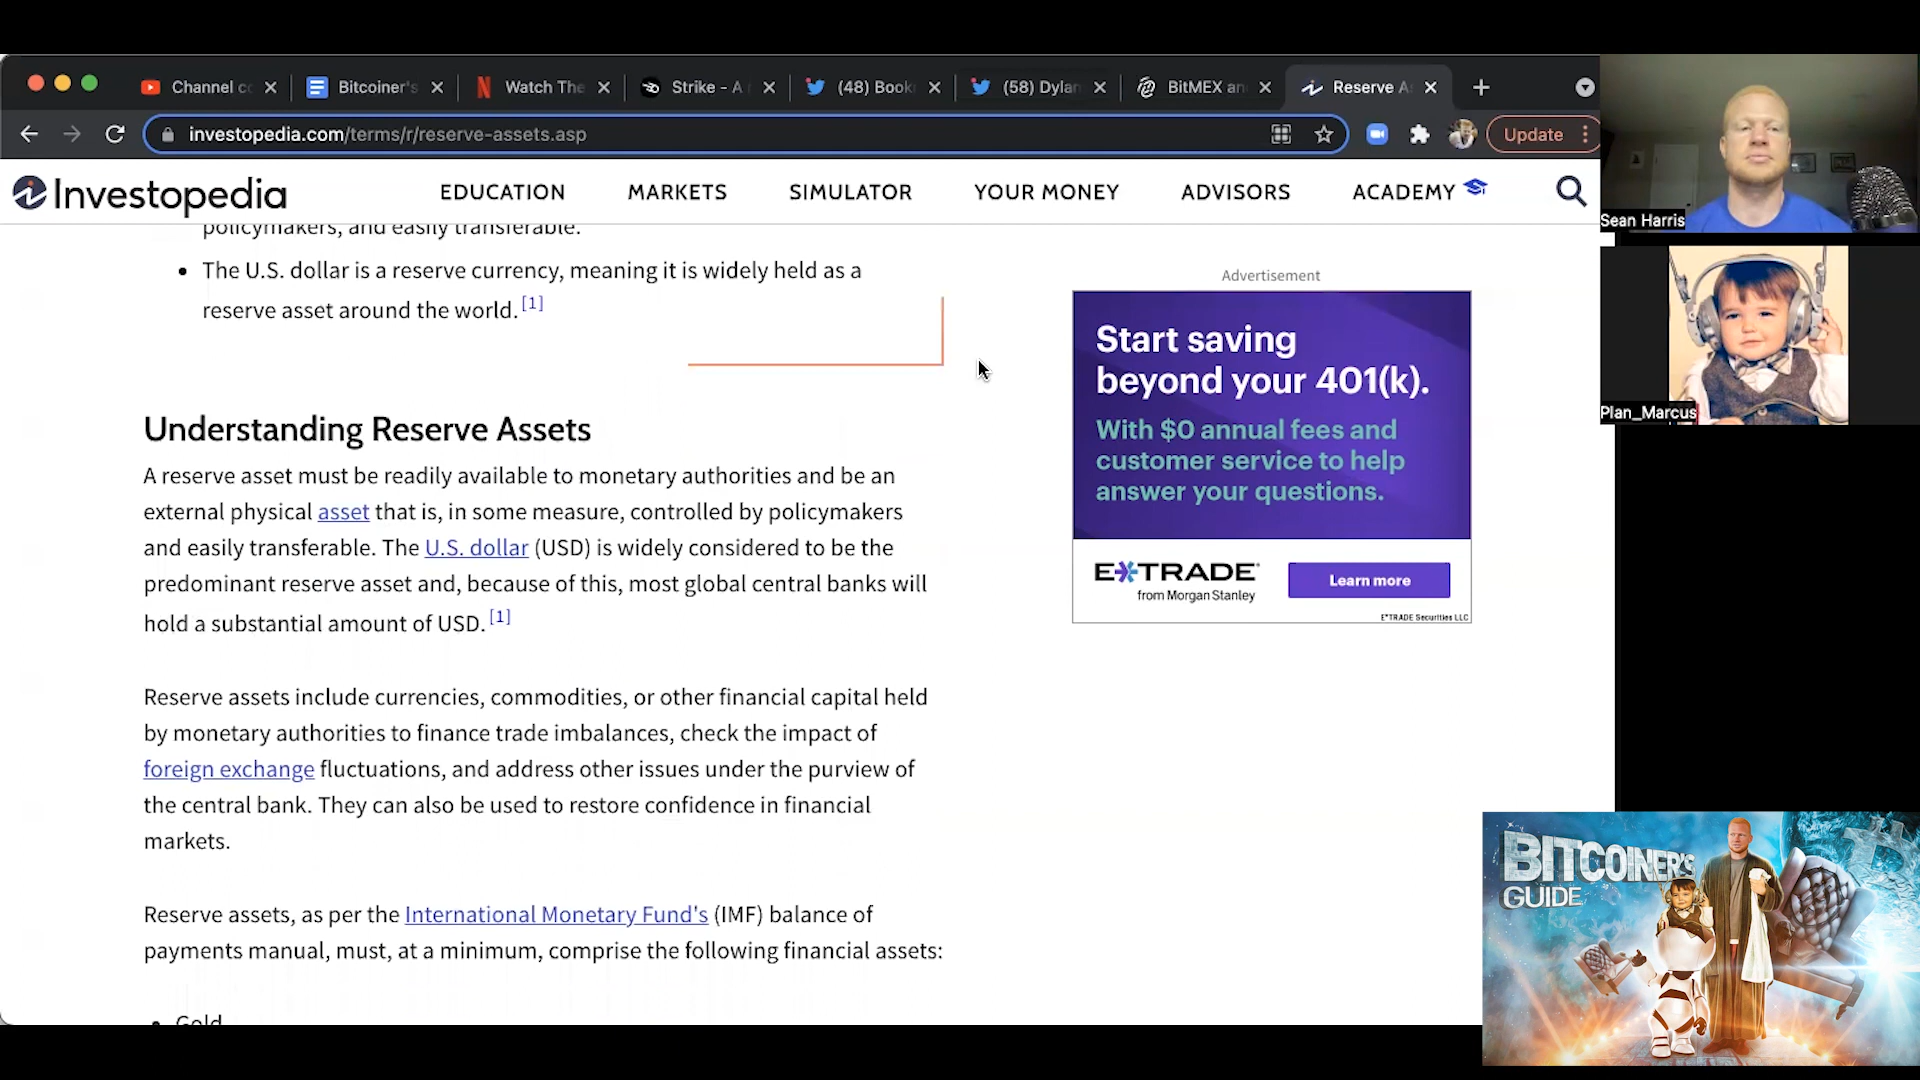 Channel c
Bitcoiner's
Watch The
Strike - A
(48) Book
(58) Dylan
BitMEX an
Reserve A
investopedia.com/terms/r/reserve-assets.asp
Update
Investopedia
EDUCATION
MARKETS
SIMULATOR
YOUR MONEY
ADVISORS
ACADEMY
Sean Harris
Plan_Marcus
policymakers, and easily transferable.
• The U.S. dollar is a reserve currency, meaning it is widely held as a
reserve asset around the world. [1]
Understanding Reserve Assets
A reserve asset must be readily available to monetary authorities and be an
external physical asset that is, in some measure, controlled by policymakers
and easily transferable. The U.S. dollar (USD) is widely considered to be the
predominant reserve asset and, because of this, most global central banks will
hold a substantial amount of USD. [1]
Reserve assets include currencies, commodities, or other financial capital held
by monetary authorities to finance trade imbalances, check the impact of
foreign exchange fluctuations, and address other issues under the purview of
the central bank. They can also be used to restore confidence in financial
markets.
Reserve assets, as per the International Monetary Fund's (IMF) balance of
payments manual, must, at a minimum, comprise the following financial assets:
• Gold
Advertisement
Start saving
beyond your 401(k).
With $0 annual fees and
customer service to help
answer your questions.
E*TRADE
from Morgan Stanley
Learn more
E*TRADE Securities LLC
BITCOINER'S
GUIDE